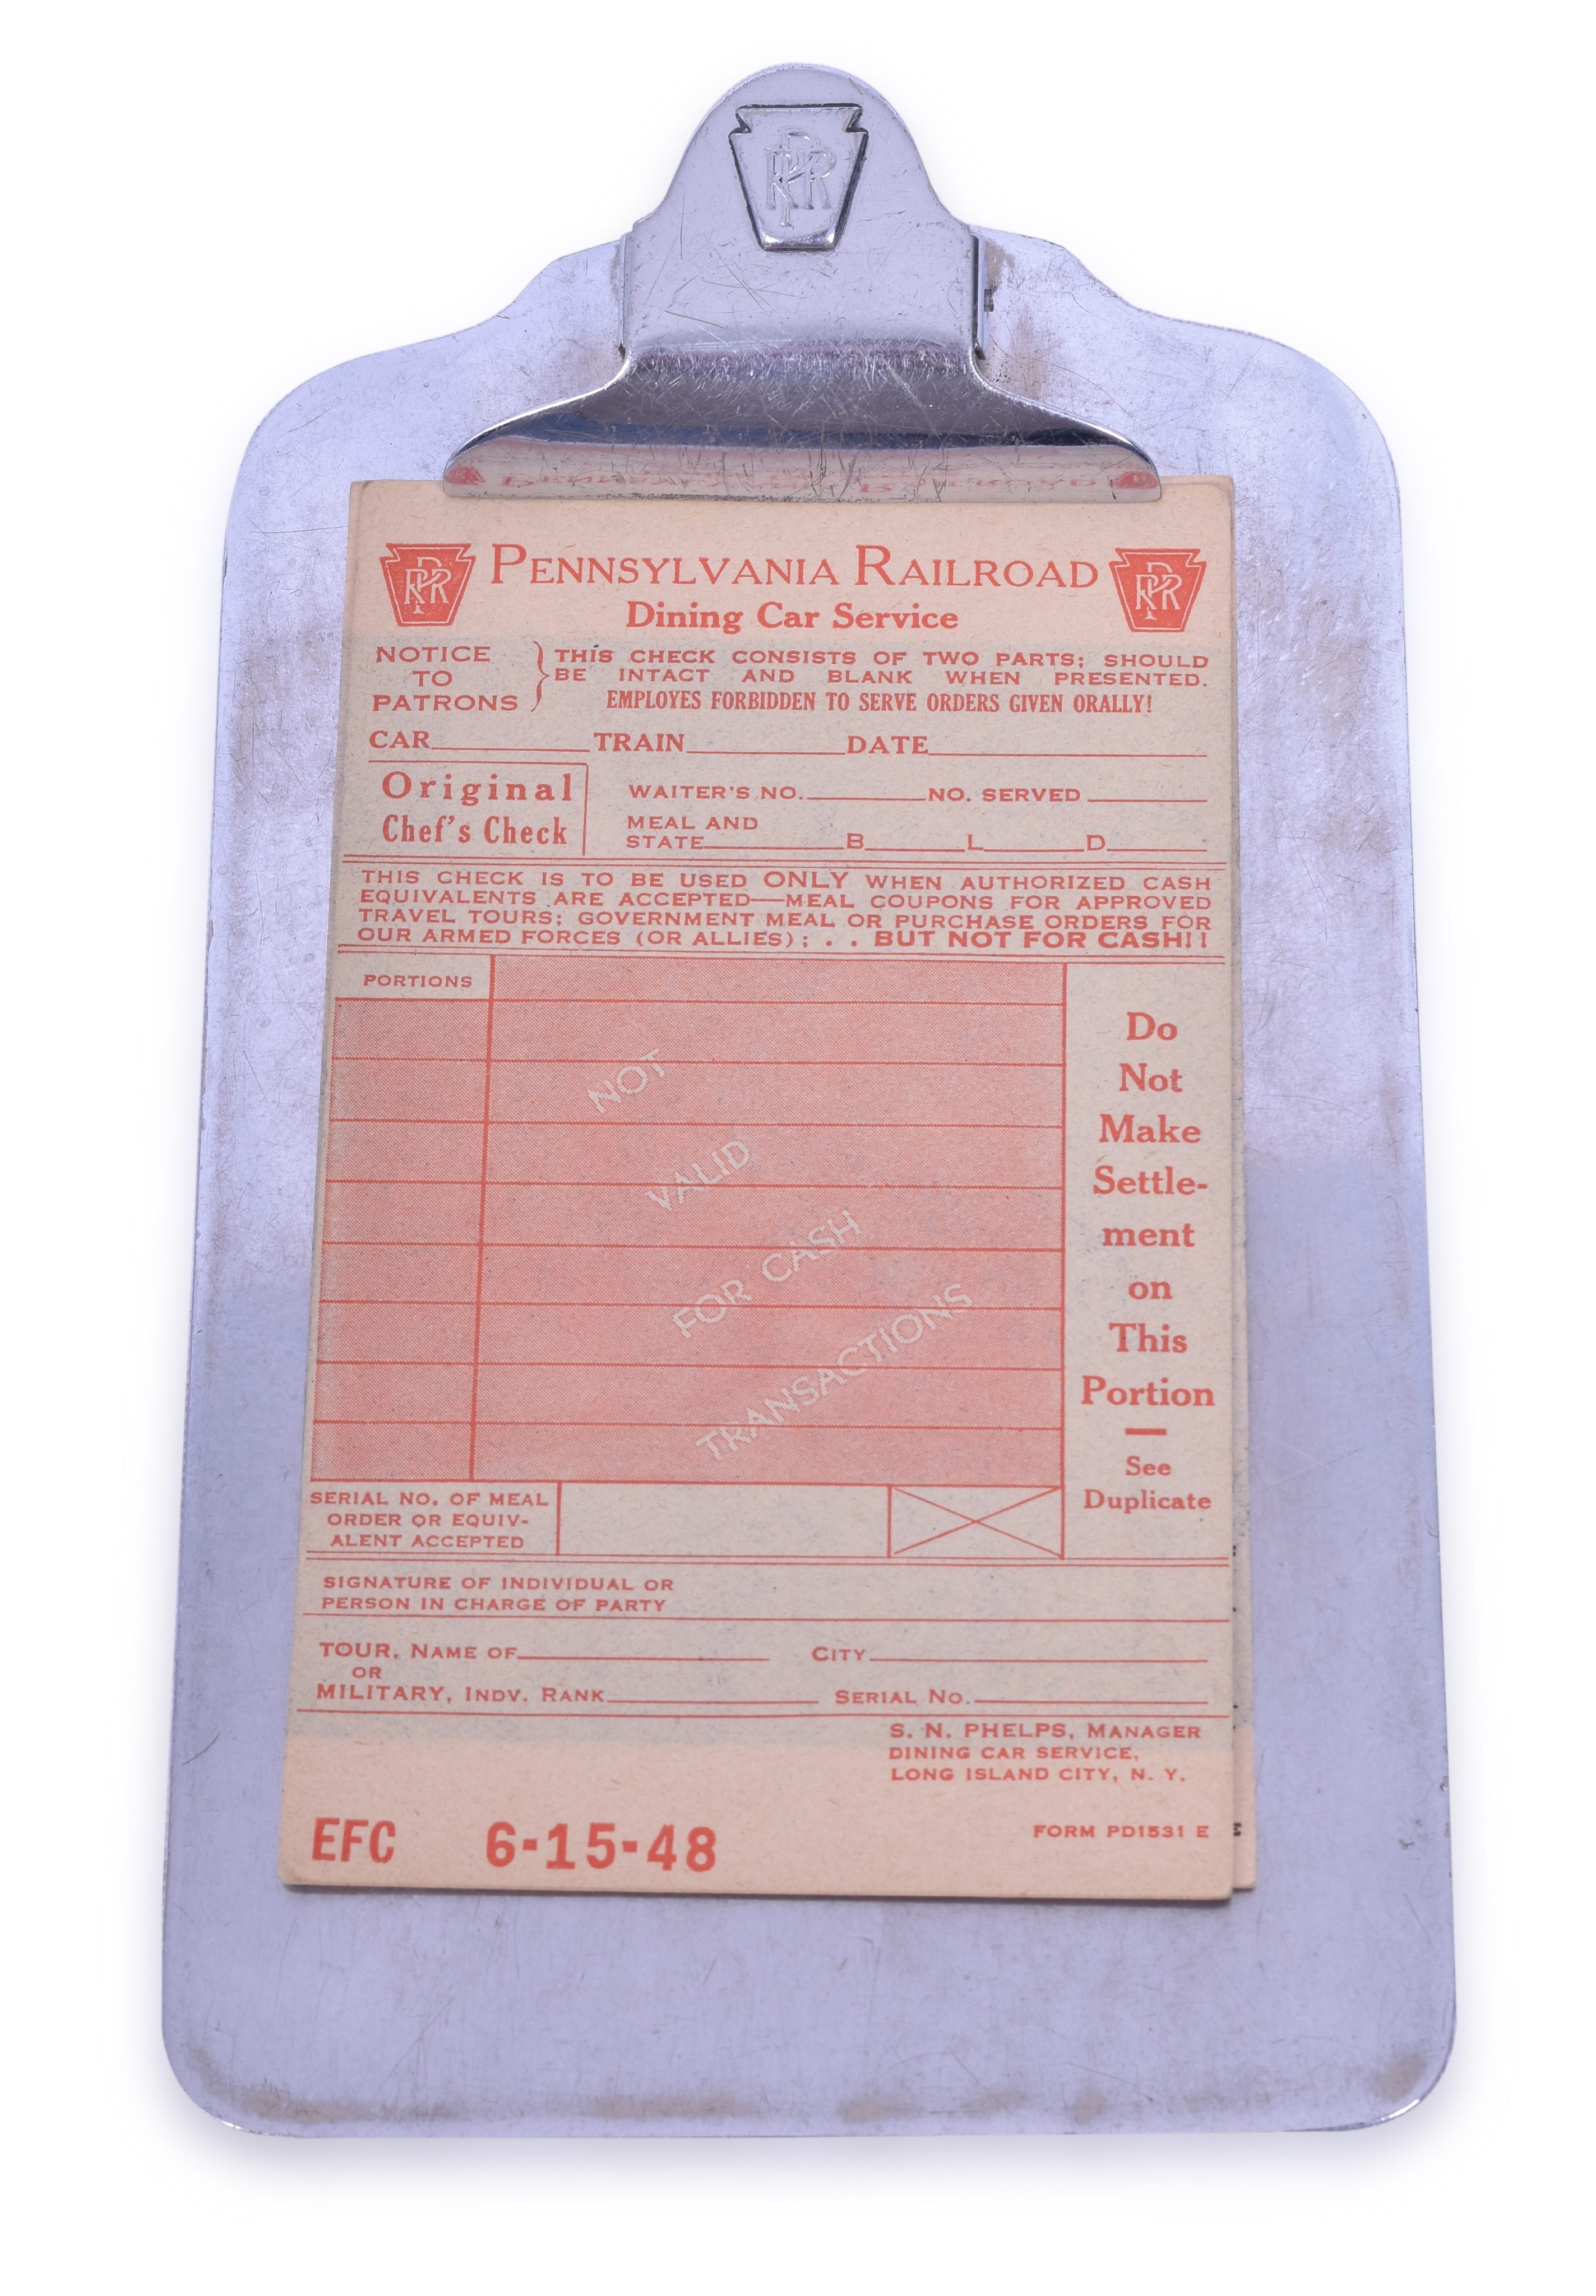 PRR
PRR PENNSYLVANIA RAILROAD PRR
Dining Car Service
NOTICE TO PATRONS } THIS CHECK CONSISTS OF TWO PARTS; SHOULD
BE INTACT AND BLANK WHEN PRESENTED.
EMPLOYES FORBIDDEN TO SERVE ORDERS GIVEN ORALLY!
CAR TRAIN DATE
Original
Chef's Check
WAITER'S NO. NO. SERVED
MEAL AND
STATE B L D
THIS CHECK IS TO BE USED ONLY WHEN AUTHORIZED CASH
EQUIVALENTS ARE ACCEPTED—MEAL COUPONS FOR APPROVED
TRAVEL TOURS; GOVERNMENT MEAL OR PURCHASE ORDERS FOR
OUR ARMED FORCES (OR ALLIES); . . BUT NOT FOR CASH!!
PORTIONS
NOT
VALID
FOR CASH
TRANSACTIONS
Do
Not
Make
Settle-
ment
on
This
Portion
—
See
Duplicate
SERIAL NO. OF MEAL
ORDER OR EQUIV-
ALENT ACCEPTED
SIGNATURE OF INDIVIDUAL OR
PERSON IN CHARGE OF PARTY
TOUR, NAME OF CITY
OR
MILITARY, INDV. RANK SERIAL NO.
S. N. PHELPS, MANAGER
DINING CAR SERVICE,
LONG ISLAND CITY, N. Y.
EFC 6-15-48
FORM PD1531 E